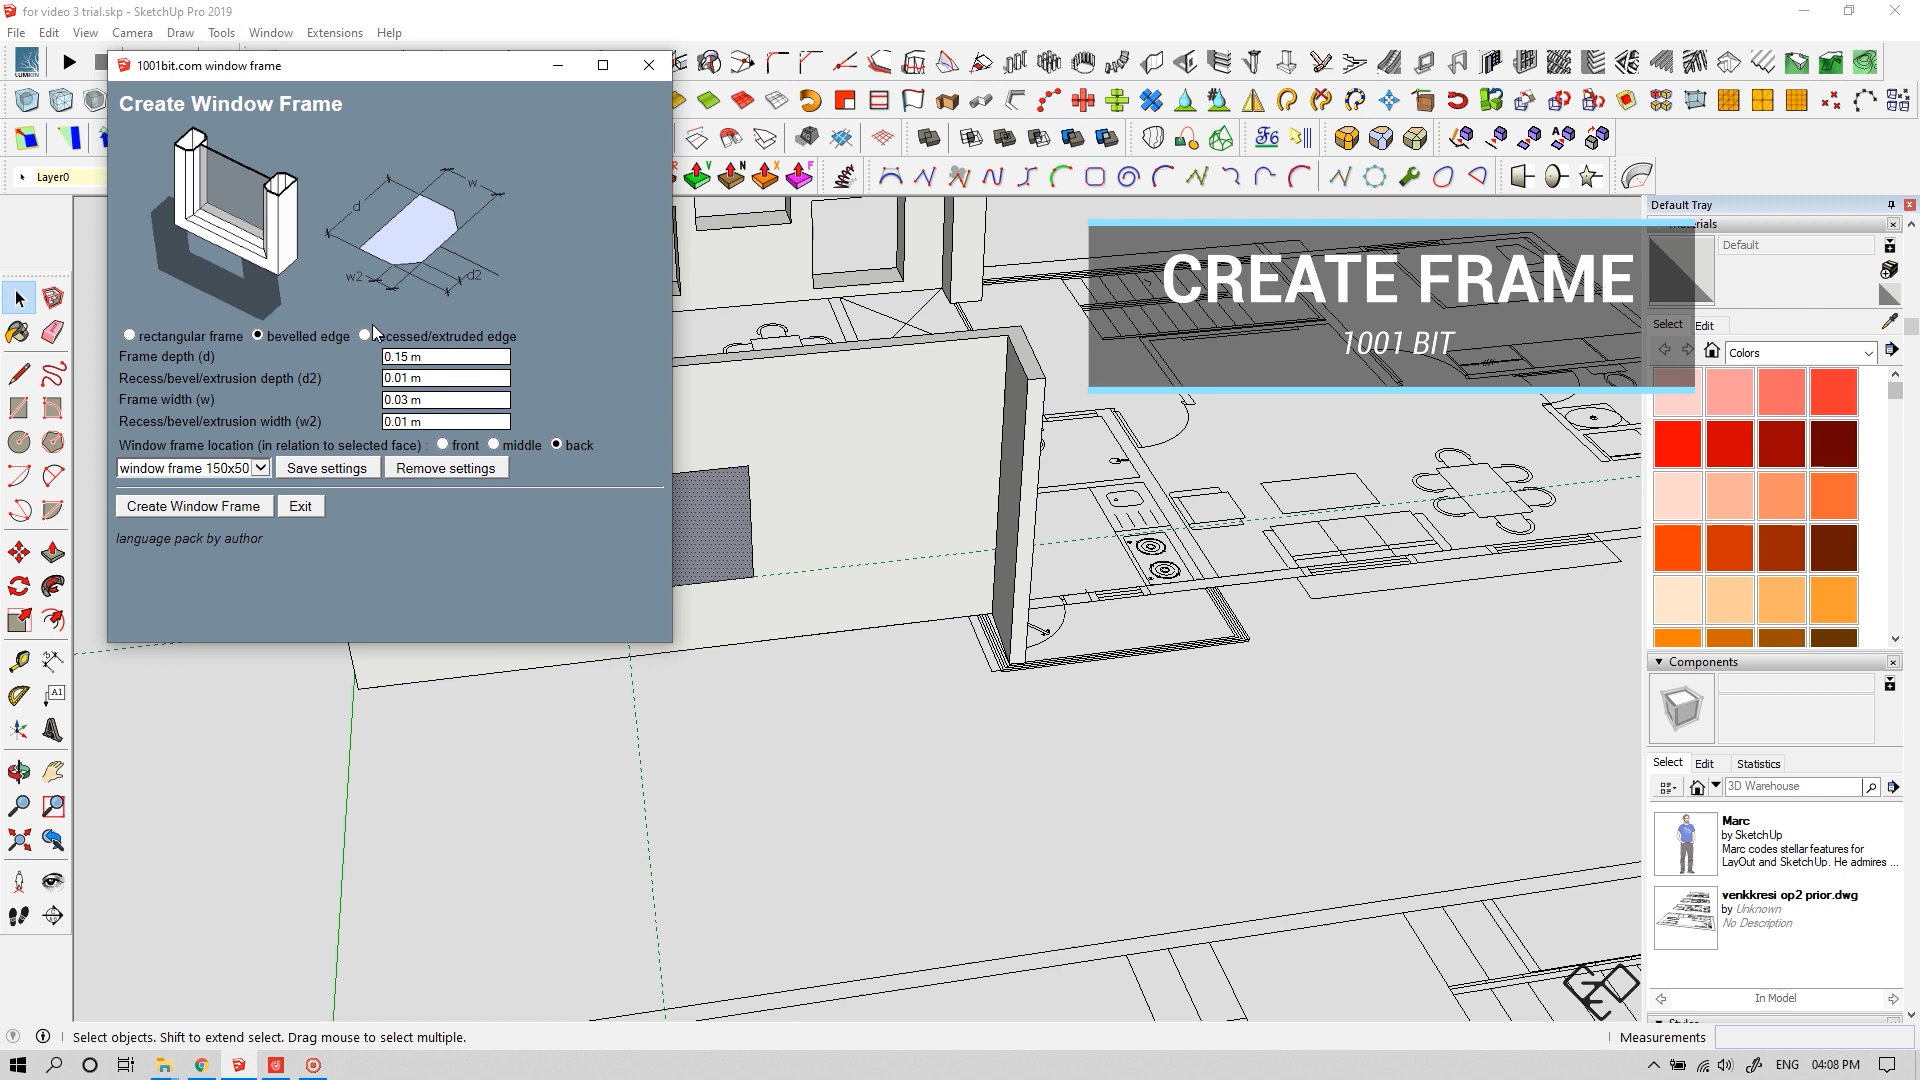 for video 3 trial.skp - SketchUp Pro 2019
File Edit View Camera Draw Tools Window Extensions Help
LUMION
1001bit.com window frame
Create Window Frame
d
w
w2
d2
rectangular frame bevelled edge recessed/extruded edge
Frame depth (d) 0.15 m
Recess/bevel/extrusion depth (d2) 0.01 m
Frame width (w) 0.03 m
Recess/bevel/extrusion width (w2) 0.01 m
Window frame location (in relation to selected face) : front middle back
window frame 150x50 Save settings Remove settings
Create Window Frame Exit
language pack by author
Layer0
CREATE FRAME
1001 BIT
Default Tray
Default
Select Edit
Colors
Components
Select Edit Statistics
3D Warehouse
Marc
by SketchUp
Marc codes stellar features for
LayOut and SketchUp. He admires ...
venkkresi op2 prior.dwg
by Unknown
No Description
In Model
Select objects. Shift to extend select. Drag mouse to select multiple.
Measurements
ENG 04:08 PM